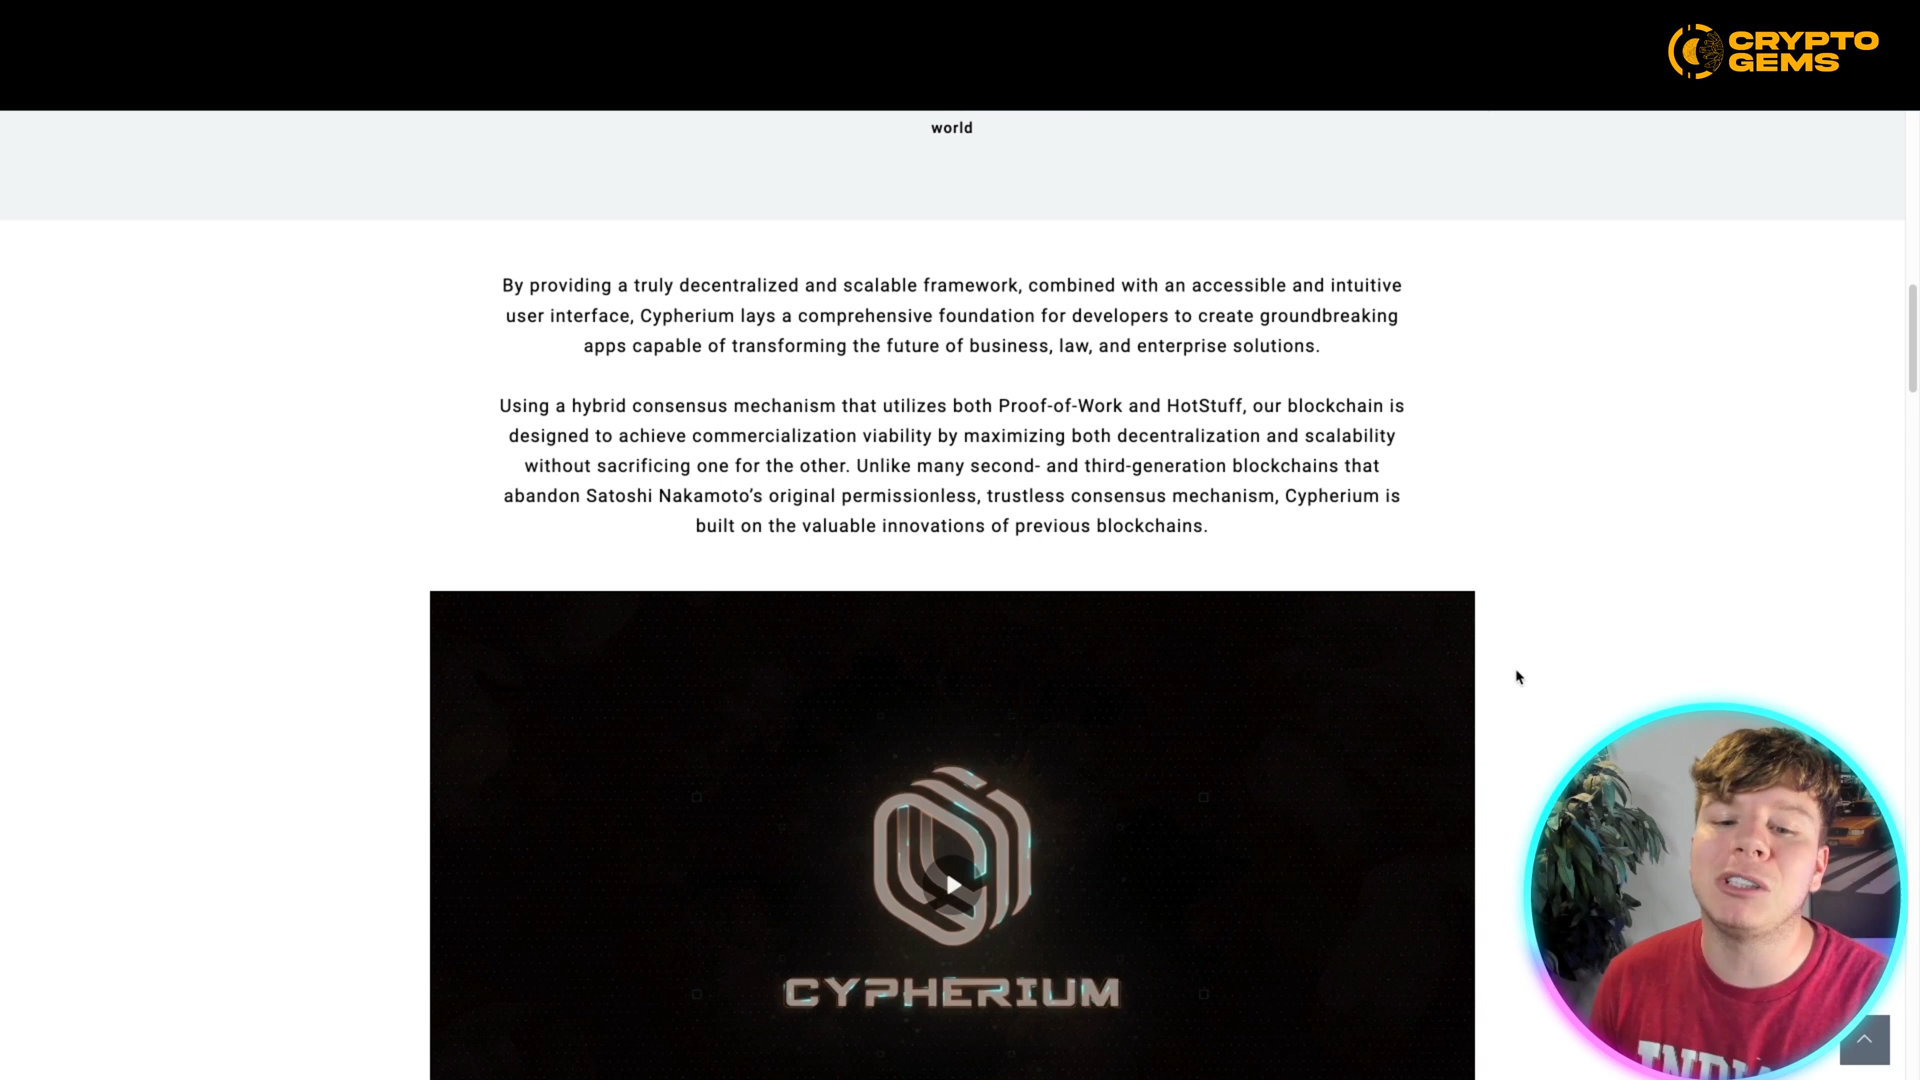 CRYPTO
GEMS
world
By providing a truly decentralized and scalable framework, combined with an accessible and intuitive
user interface, Cypherium lays a comprehensive foundation for developers to create groundbreaking
apps capable of transforming the future of business, law, and enterprise solutions.
Using a hybrid consensus mechanism that utilizes both Proof-of-Work and HotStuff, our blockchain is
designed to achieve commercialization viability by maximizing both decentralization and scalability
without sacrificing one for the other. Unlike many second- and third-generation blockchains that
abandon Satoshi Nakamoto’s original permissionless, trustless consensus mechanism, Cypherium is
built on the valuable innovations of previous blockchains.
CYPHERIUM